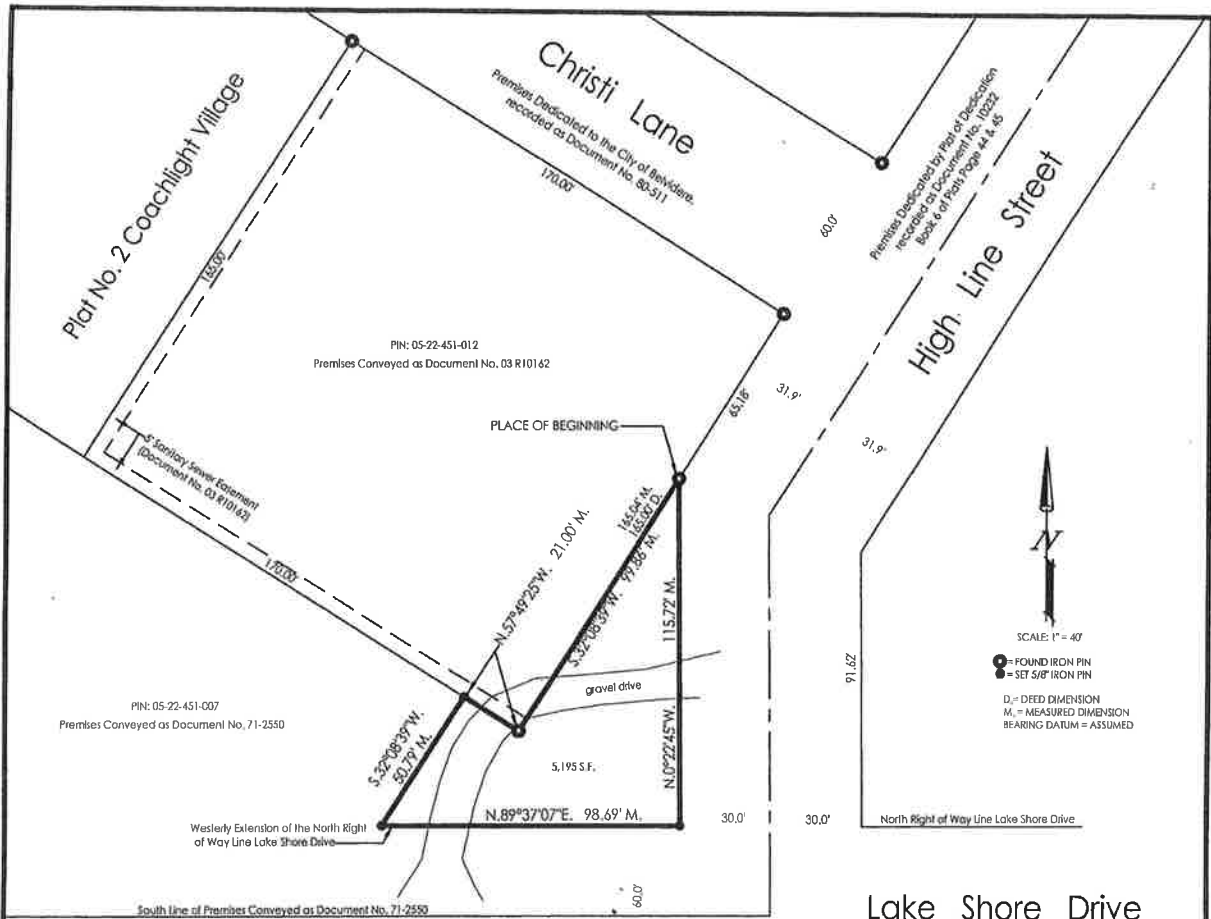 Christi Lane
Premises Dedicated to the City of Belvidere,
recorded as Document No. 80-511
170.00'
Plat No. 2 Coachlight Village
165.00'
Premises Dedicated by Plat of Dedication
recorded as Document No. 10232
Book 6 of Plats Page 44 & 45
High Line Street
60.0'
PIN: 05-22-451-012
Premises Conveyed as Document No. 03 R10162
65.18'
31.9'
31.9'
PLACE OF BEGINNING
5' Sanitary Sewer Easement
(Document No. 03 R10162)
170.00'
N.57°49'25"W. 21.00' M.
165.04' M.
165.00' D.
S.32°08'39"W. 99.86' M.
115.72' M.
N.0°22'45"W.
gravel drive
N
SCALE: 1" = 40'
= FOUND IRON PIN
= SET 5/8" IRON PIN
D.= DEED DIMENSION
M.= MEASURED DIMENSION
BEARING DATUM = ASSUMED
91.62'
PIN: 05-22-451-007
Premises Conveyed as Document No. 71-2550
S.32°08'39"W.
50.79' M.
5,195 S.F.
N.89°37'07"E. 98.69' M.
30.0'
30.0'
North Right of Way Line Lake Shore Drive
Westerly Extension of the North Right
of Way Line Lake Shore Drive
60.0'
South Line of Premises Conveyed as Document No. 71-2550
Lake Shore Drive